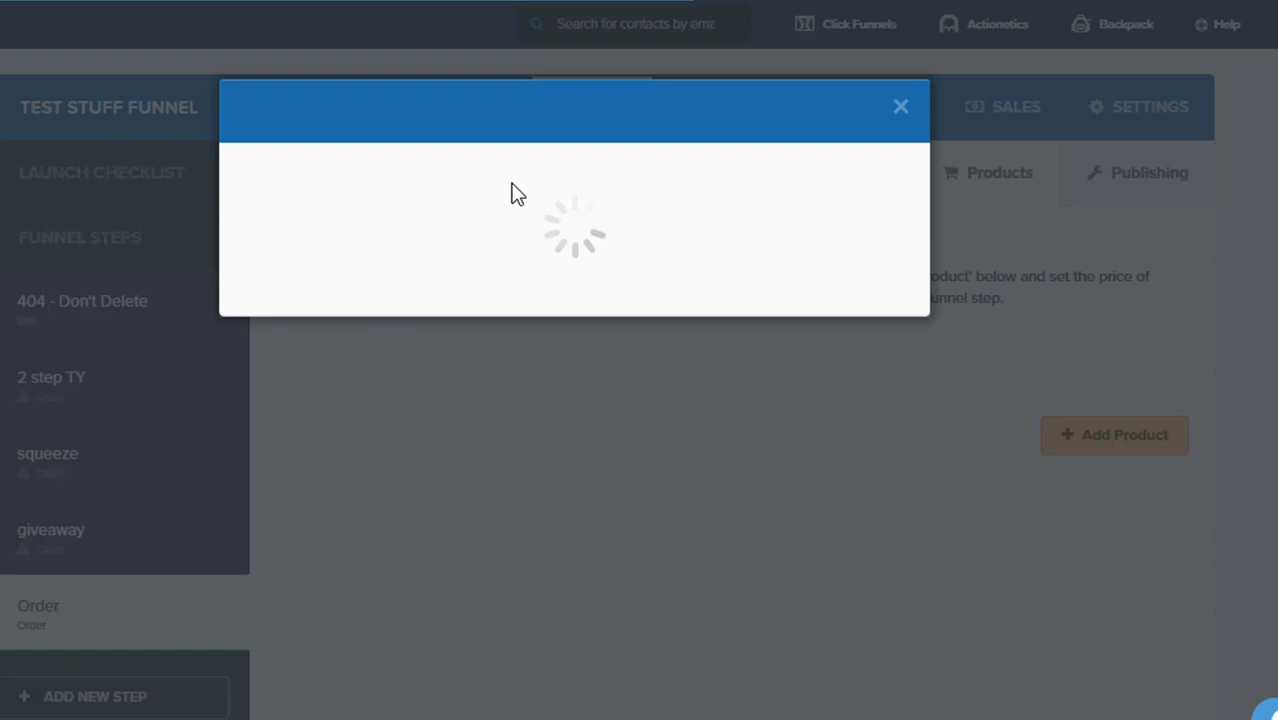 Search for contacts by ema
Click Funnels
Actionetics
Backpack
Help
TEST STUFF FUNNEL
SALES
SETTINGS
LAUNCH CHECKLIST
Products
Publishing
FUNNEL STEPS
oduct' below and set the price of
unnel step.
404 - Don't Delete
2 step TY
Add Product
squeeze
giveaway
Order
Order
ADD NEW STEP